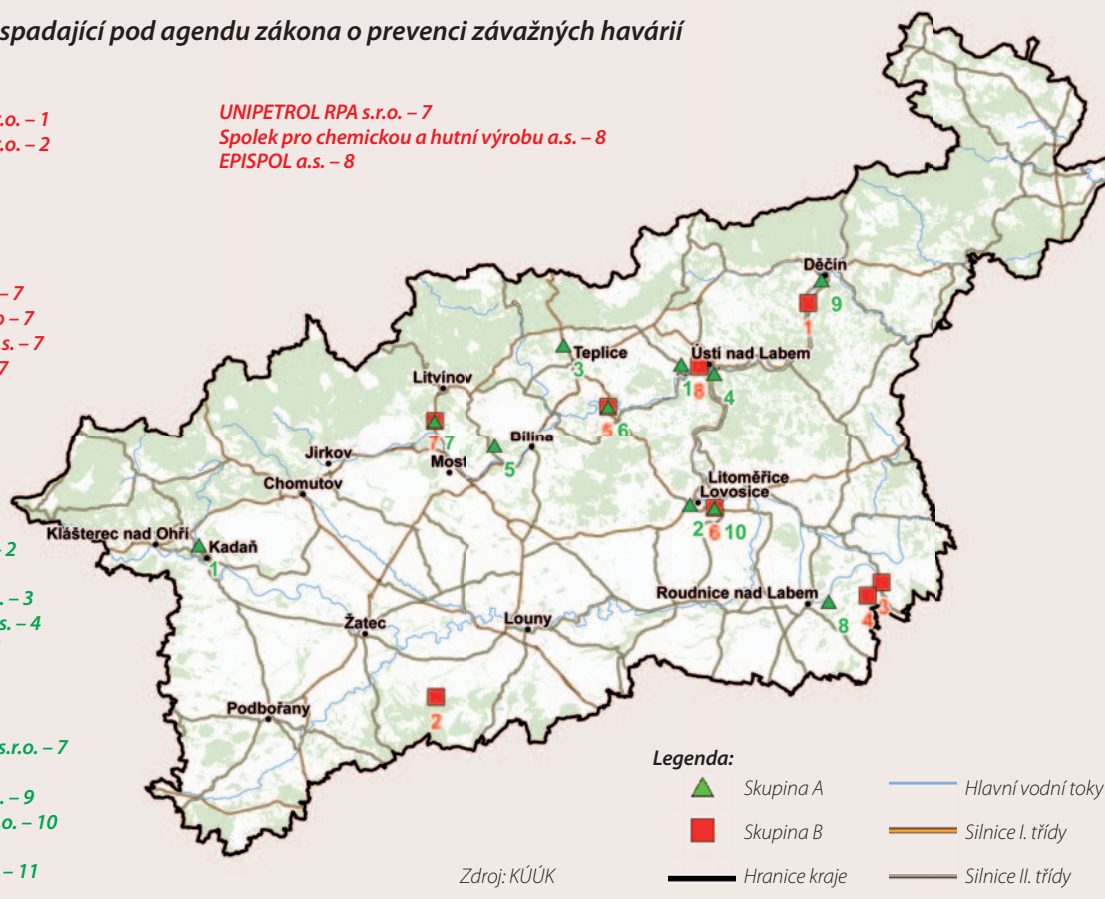 spadající pod agendu zákona o prevenci závažných havárií
.o. – 1
.o. – 2
UNIPETROL RPA s.r.o. – 7
Spolek pro chemickou a hutní výrobu a.s. – 8
EPISPOL a.s. – 8
– 7
o – 7
.s. – 7
7
– 2
. – 3
s. – 4
s.r.o. – 7
. – 9
.o. – 10
– 11
Děčín
9
1
Teplice
3
Ústí nad Labem
1
8
4
Litvínov
7
7
5
6
Bílina
5
Most
Jirkov
Chomutov
Litoměřice
Lovosice
2
6
10
Klášterec nad Ohří
Kadaň
1
Roudnice nad Labem
8
4
3
Žatec
Louny
2
Podbořany
Legenda:
Skupina A
Skupina B
Hranice kraje
Hlavní vodní toky
Silnice I. třídy
Silnice II. třídy
Zdroj: KÚÚK